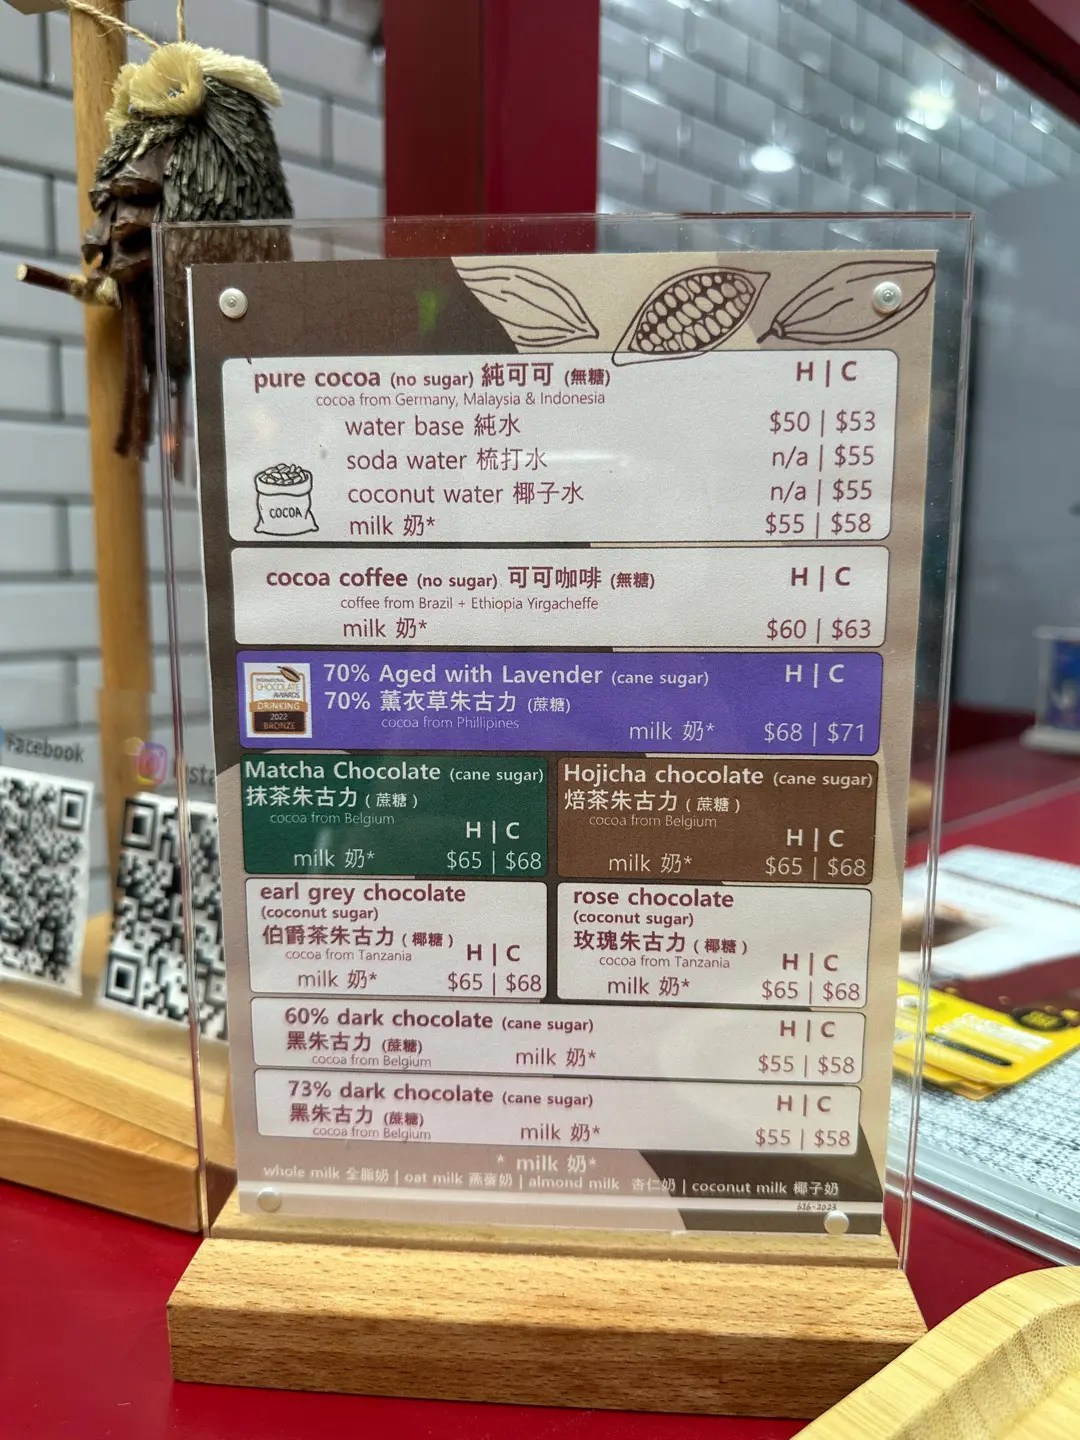 pure cocoa (no sugar) 純可可 (無糖) H | C
cocoa from Germany, Malaysia & Indonesia
water base 純水 $50 | $53
soda water 梳打水 n/a | $55
coconut water 椰子水 n/a | $55
milk 奶* $55 | $58
COCOA
cocoa coffee (no sugar) 可可咖啡 (無糖) H | C
coffee from Brazil + Ethiopia Yirgacheffe
milk 奶* $60 | $63
INTERNATIONAL
CHOCOLATE
AWARDS
DRINKING
2022
BRONZE
70% Aged with Lavender (cane sugar) H | C
70% 薰衣草朱古力 (蔗糖)
cocoa from Phillipines
milk 奶* $68 | $71
Matcha Chocolate (cane sugar)
抹茶朱古力 (蔗糖)
cocoa from Belgium
H | C
milk 奶* $65 | $68
Hojicha chocolate (cane sugar)
焙茶朱古力 (蔗糖)
cocoa from Belgium
H | C
milk 奶* $65 | $68
earl grey chocolate
(coconut sugar)
伯爵茶朱古力 (椰糖) H | C
cocoa from Tanzania
milk 奶* $65 | $68
rose chocolate
(coconut sugar)
玫瑰朱古力 (椰糖)
cocoa from Tanzania H | C
milk 奶* $65 | $68
60% dark chocolate (cane sugar) H | C
黑朱古力 (蔗糖)
cocoa from Belgium
milk 奶* $55 | $58
73% dark chocolate (cane sugar) H | C
黑朱古力 (蔗糖)
cocoa from Belgium
milk 奶* $55 | $58
* milk 奶*
whole milk 全脂奶 | oat milk 燕麥奶 | almond milk 杏仁奶 | coconut milk 椰子奶
Facebook
Insta